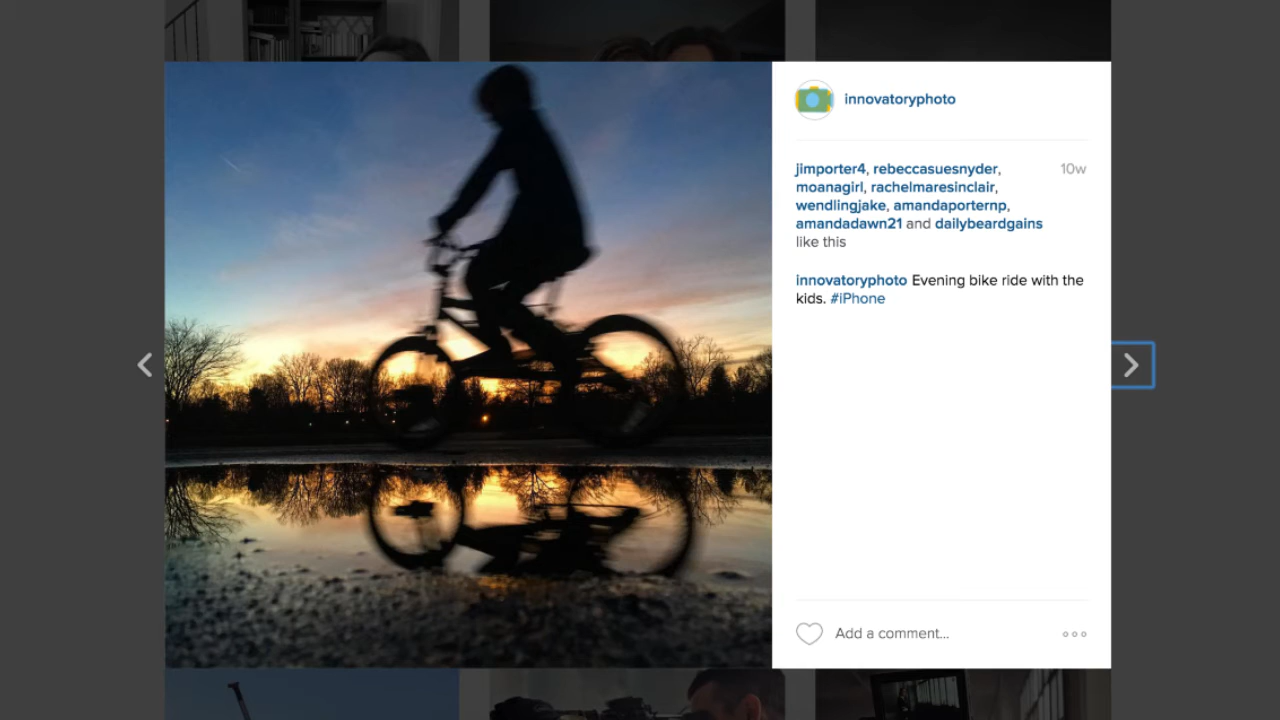 innovatoryphoto
jimporter4, rebeccasuesnyder, 10w
moanagirl, rachelmaresinclair,
wendlingjake, amandaporternp,
amandadawn21 and dailybeardgains
like this
innovatoryphoto Evening bike ride with the
kids. #iPhone
Add a comment...